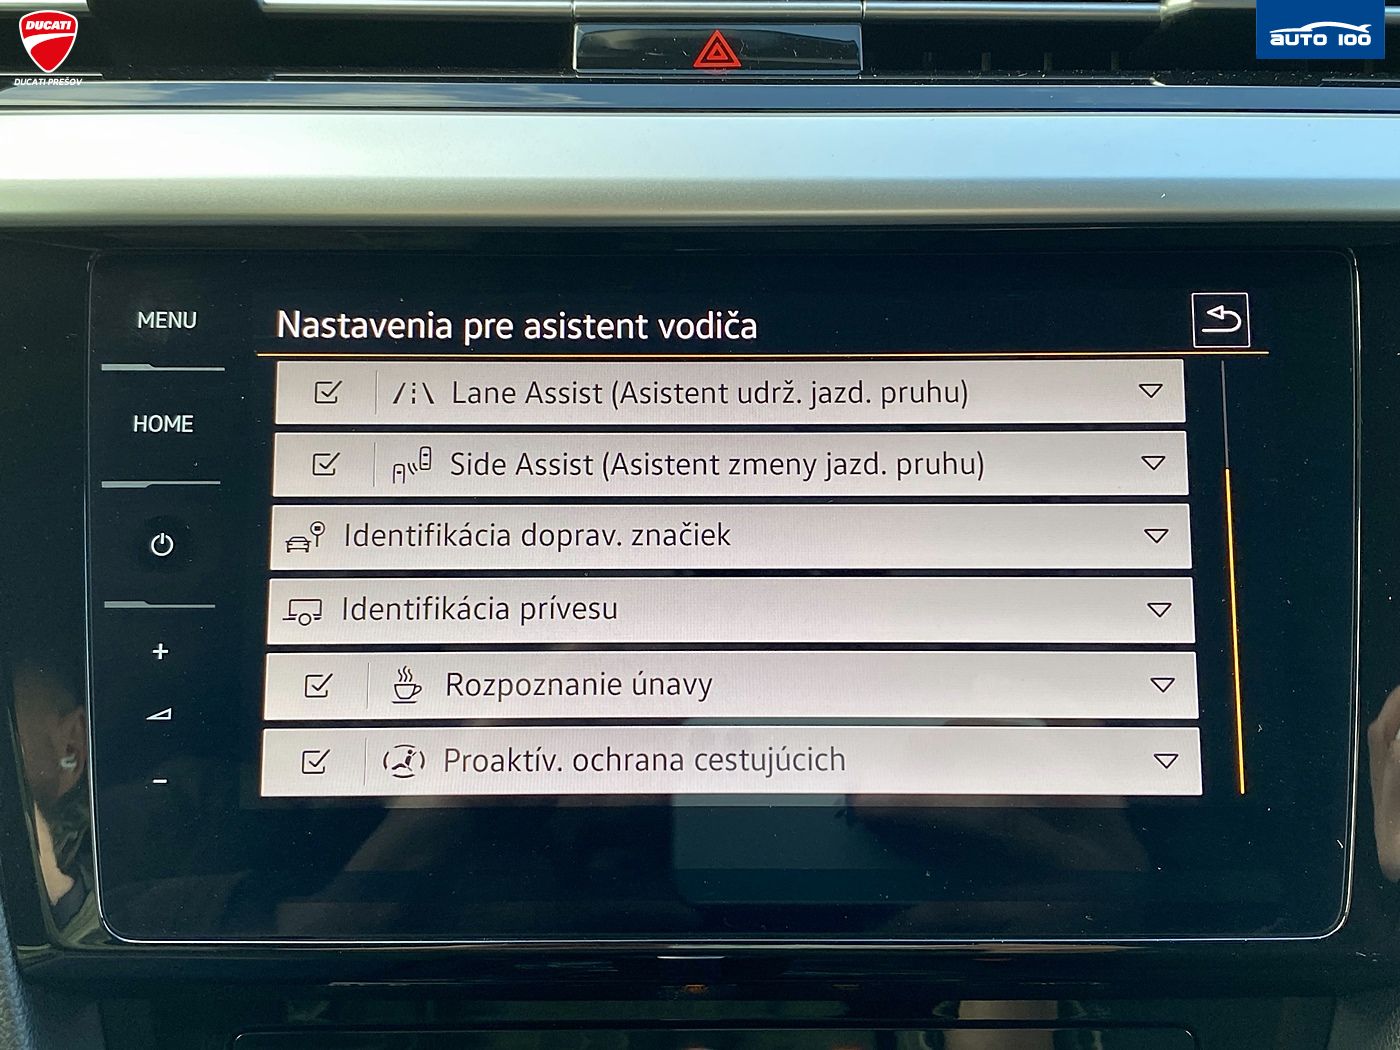 DUCATI
DUCATI PREŠOV
AUTO 100
MENU
Nastavenia pre asistent vodiča
Lane Assist (Asistent udrž. jazd. pruhu)
HOME
Side Assist (Asistent zmeny jazd. pruhu)
Identifikácia doprav. značiek
Identifikácia prívesu
+
Rozpoznanie únavy
Proaktív. ochrana cestujúcich
-